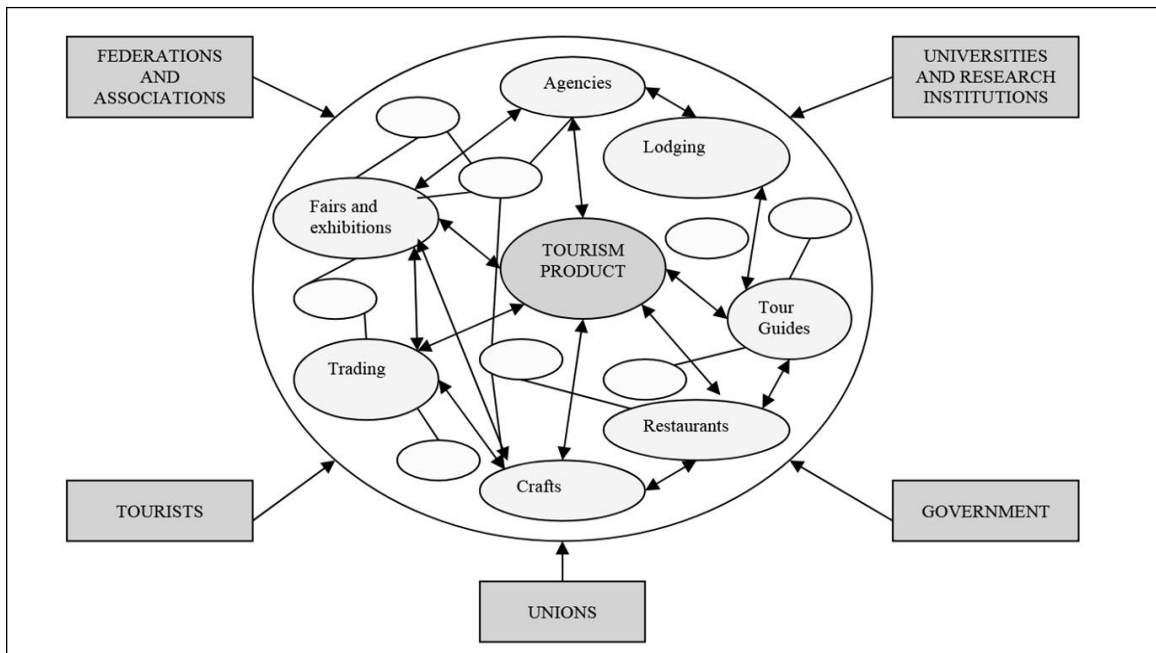 FEDERATIONS
AND
ASSOCIATIONS
UNIVERSITIES
AND RESEARCH
INSTITUTIONS
Agencies
Lodging
Fairs and
exhibitions
TOURISM
PRODUCT
Tour
Guides
Trading
Restaurants
Crafts
TOURISTS
GOVERNMENT
UNIONS